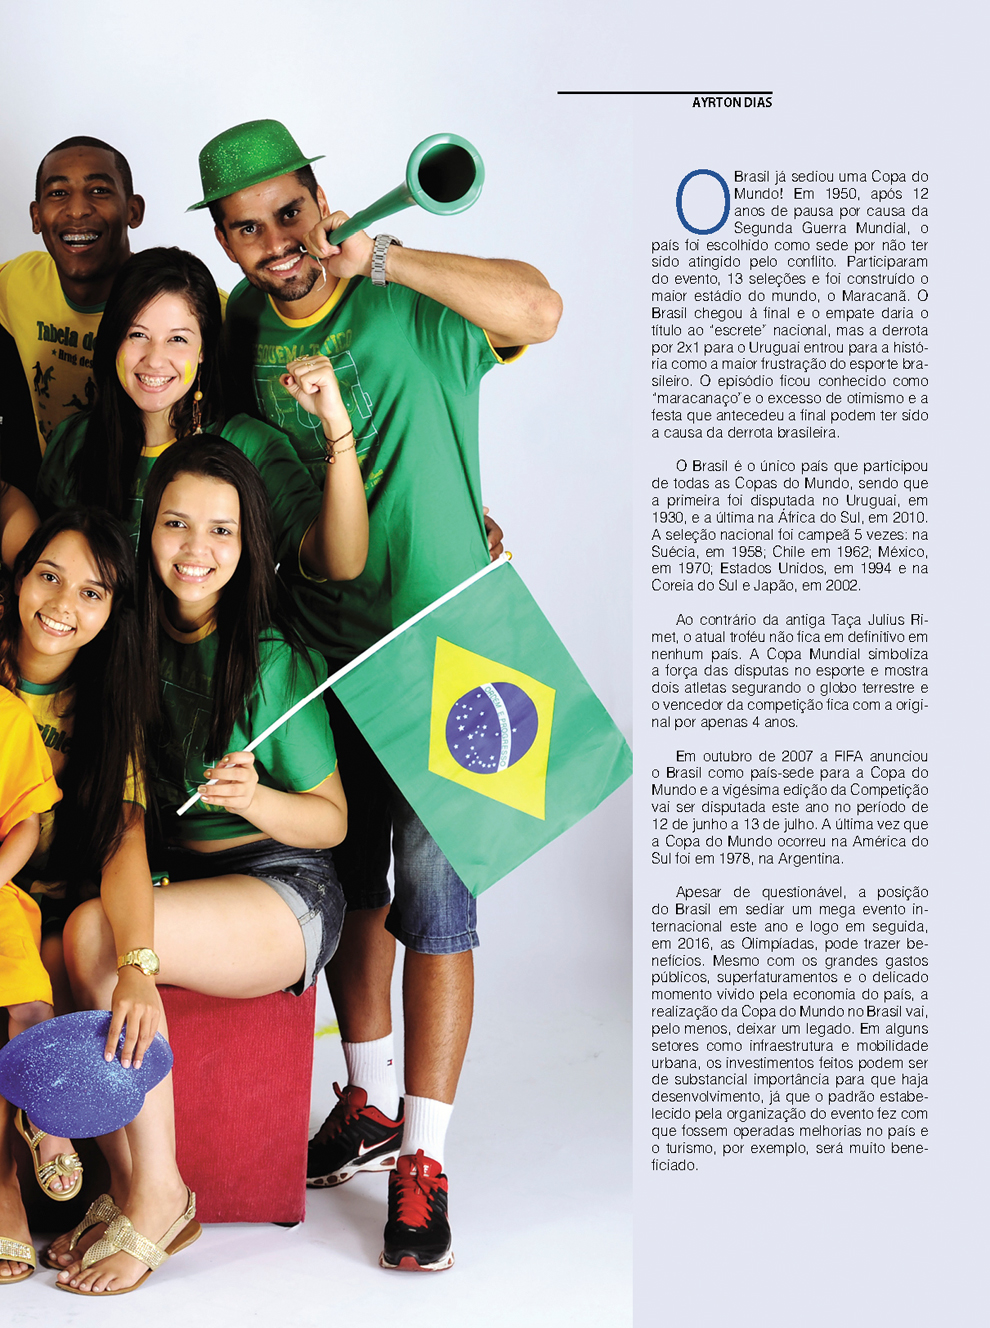 AYRTON DIAS
O Brasil já sediou uma Copa do
Mundo! Em 1950, após 12
anos de pausa por causa da
Segunda Guerra Mundial, o
país foi escolhido como sede por não ter
sido atingido pelo conflito. Participaram
do evento, 13 seleções e foi construído o
maior estádio do mundo, o Maracanã. O
Brasil chegou à final e o empate daria o
título ao “escrete” nacional, mas a derrota
por 2x1 para o Uruguai entrou para a histó-
ria como a maior frustração do esporte bra-
sileiro. O episódio ficou conhecido como
“maracanaço”e o excesso de otimismo e a
festa que antecedeu a final podem ter sido
a causa da derrota brasileira.
O Brasil é o único país que participou
de todas as Copas do Mundo, sendo que
a primeira foi disputada no Uruguai, em
1930, e a última na África do Sul, em 2010.
A seleção nacional foi campeã 5 vezes: na
Suécia, em 1958; Chile em 1962; México,
em 1970; Estados Unidos, em 1994 e na
Coreia do Sul e Japão, em 2002.
Ao contrário da antiga Taça Julius Ri-
met, o atual troféu não fica em definitivo em
nenhum país. A Copa Mundial simboliza
a força das disputas no esporte e mostra
dois atletas segurando o globo terrestre e
o vencedor da competição fica com a origi-
nal por apenas 4 anos.
Em outubro de 2007 a FIFA anunciou
o Brasil como país-sede para a Copa do
Mundo e a vigésima edição da Competição
vai ser disputada este ano no período de
12 de junho a 13 de julho. A última vez que
a Copa do Mundo ocorreu na América do
Sul foi em 1978, na Argentina.
Apesar de questionável, a posição
do Brasil em sediar um mega evento in-
ternacional este ano e logo em seguida,
em 2016, as Olimpíadas, pode trazer be-
nefícios. Mesmo com os grandes gastos
públicos, superfaturamentos e o delicado
momento vivido pela economia do país, a
realização da Copa do Mundo no Brasil vai,
pelo menos, deixar um legado. Em alguns
setores como infraestrutura e mobilidade
urbana, os investimentos feitos podem ser
de substancial importância para que haja
desenvolvimento, já que o padrão estabe-
lecido pela organização do evento fez com
que fossem operadas melhorias no país e
o turismo, por exemplo, será muito bene-
ficiado.
Tabela de
ORDEM E PROGRESSO